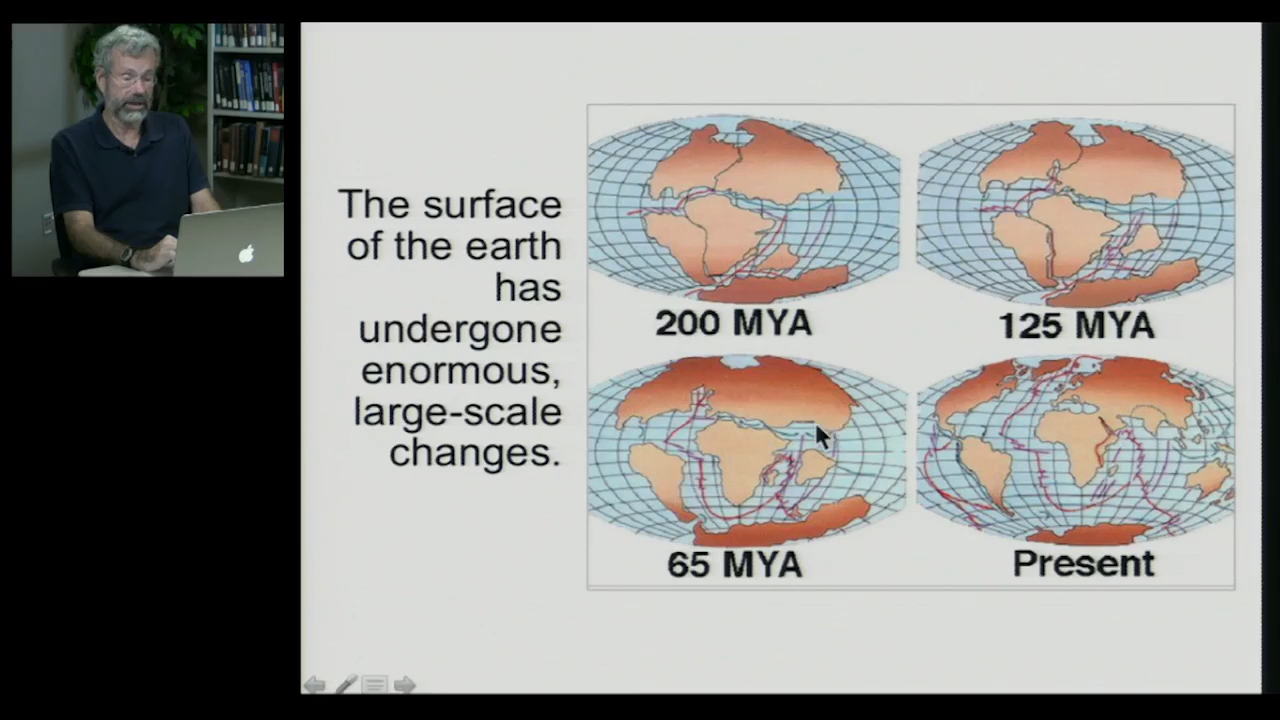 The surface
of the earth
has
undergone
enormous,
large-scale
changes.
200 MYA
125 MYA
65 MYA
Present